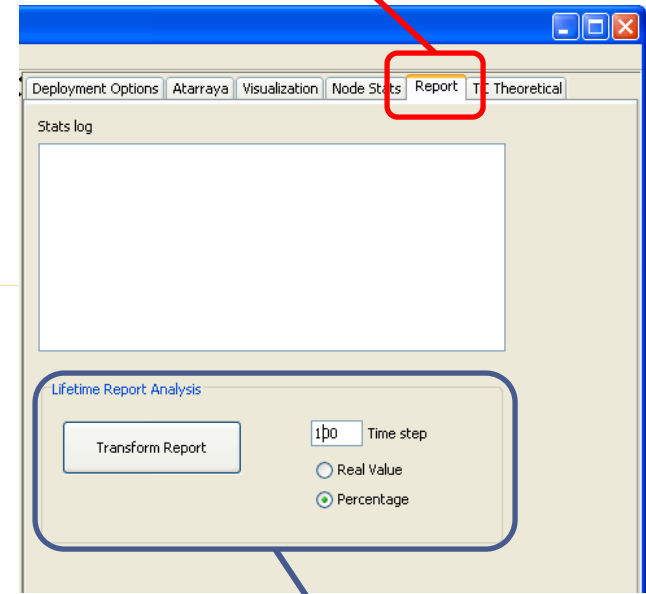 Deployment Options Atarraya Visualization Node Stats Report TC Theoretical
Stats log
Lifetime Report Analysis
Transform Report
100 Time step
Real Value
Percentage